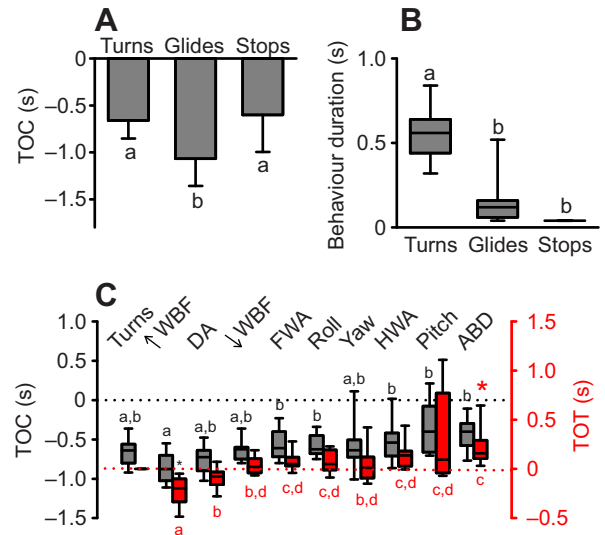 A
Turns Glides Stops
0
–0.5
–1.0
–1.5
TOC (s)
a
b
a
B
Behaviour duration (s)
1.0
0.5
0
a
b
b
Turns Glides Stops
C
Turns ↑WBF DA ↓WBF FWA Roll Yaw HWA Pitch ABD
TOC (s)
1.0
0.5
0
–0.5
–1.0
–1.5
a,b a a,b a,b b b a,b b b b
*
*
a b b,d c,d c,d b,d c,d c,d c
1.5
1.0
0.5
0
–0.5
TOT (s)